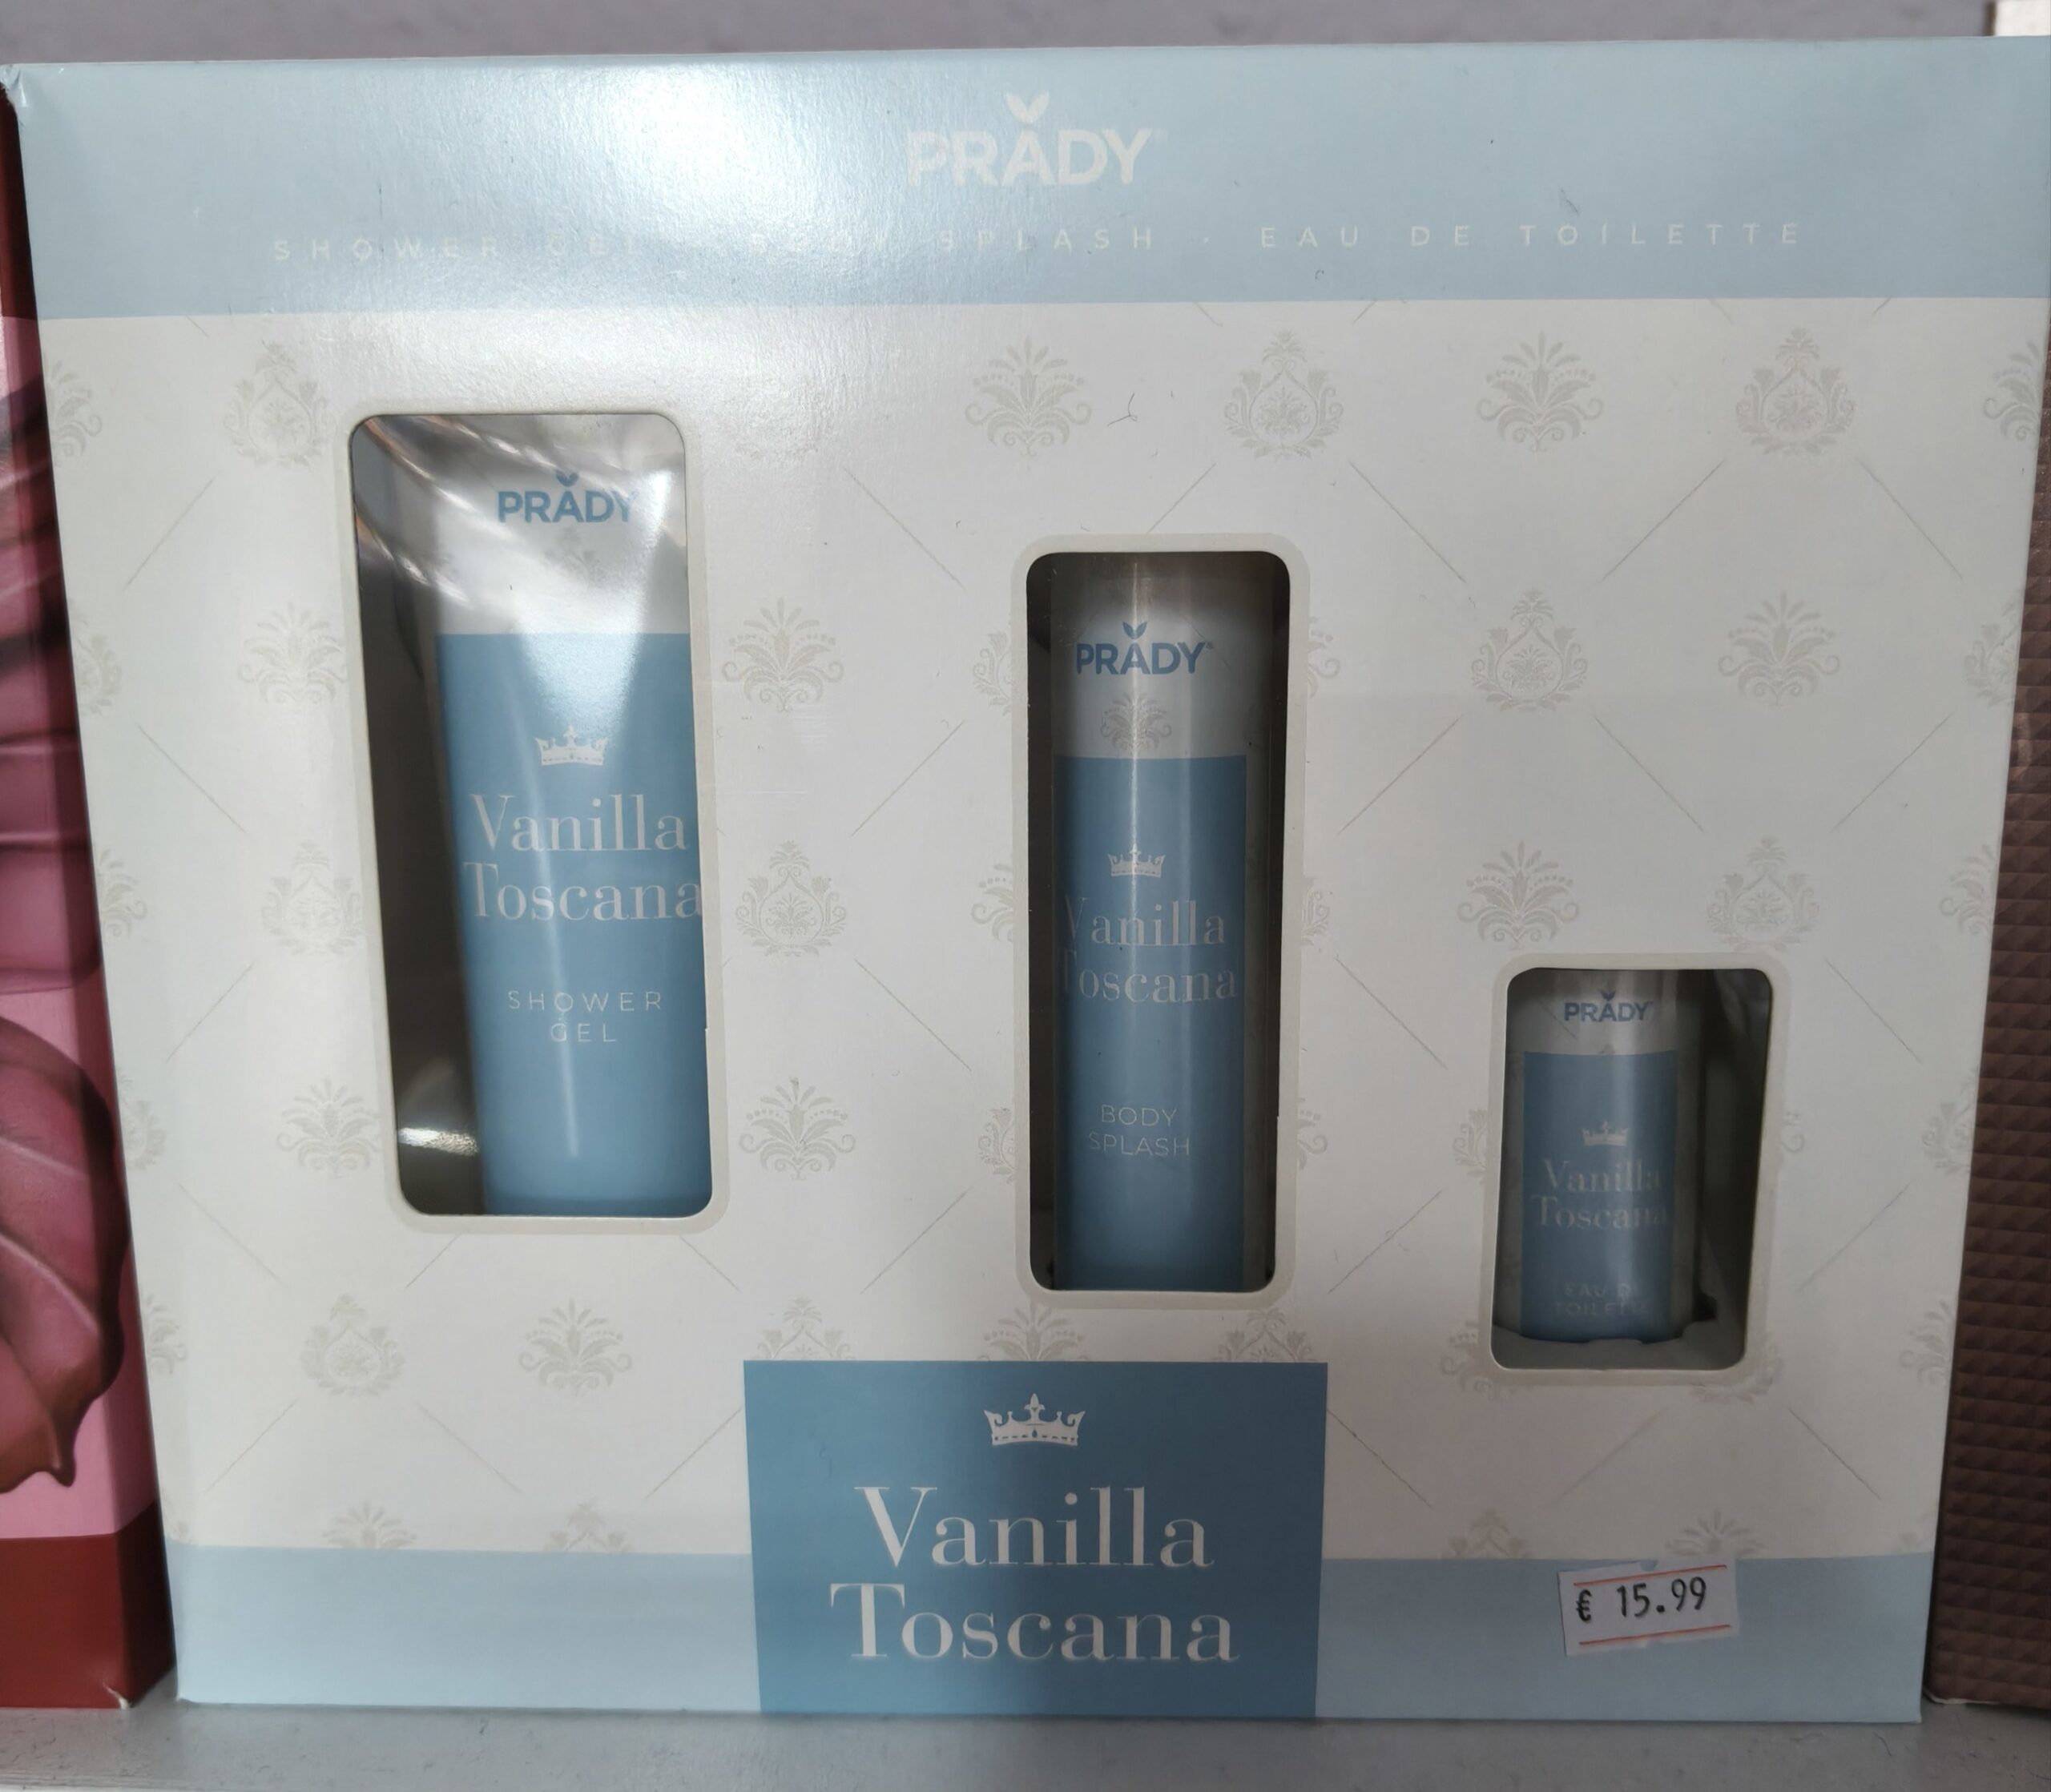 PRADY
SHOWER GEL BODY SPLASH · EAU DE TOILETTE
PRADY
Vanilla
Toscana
SHOWER
GEL
PRADY
Vanilla
Toscana
BODY
SPLASH
PRADY
Vanilla
Toscana
EAU DE
TOILETTE
Vanilla
Toscana
€ 15.99